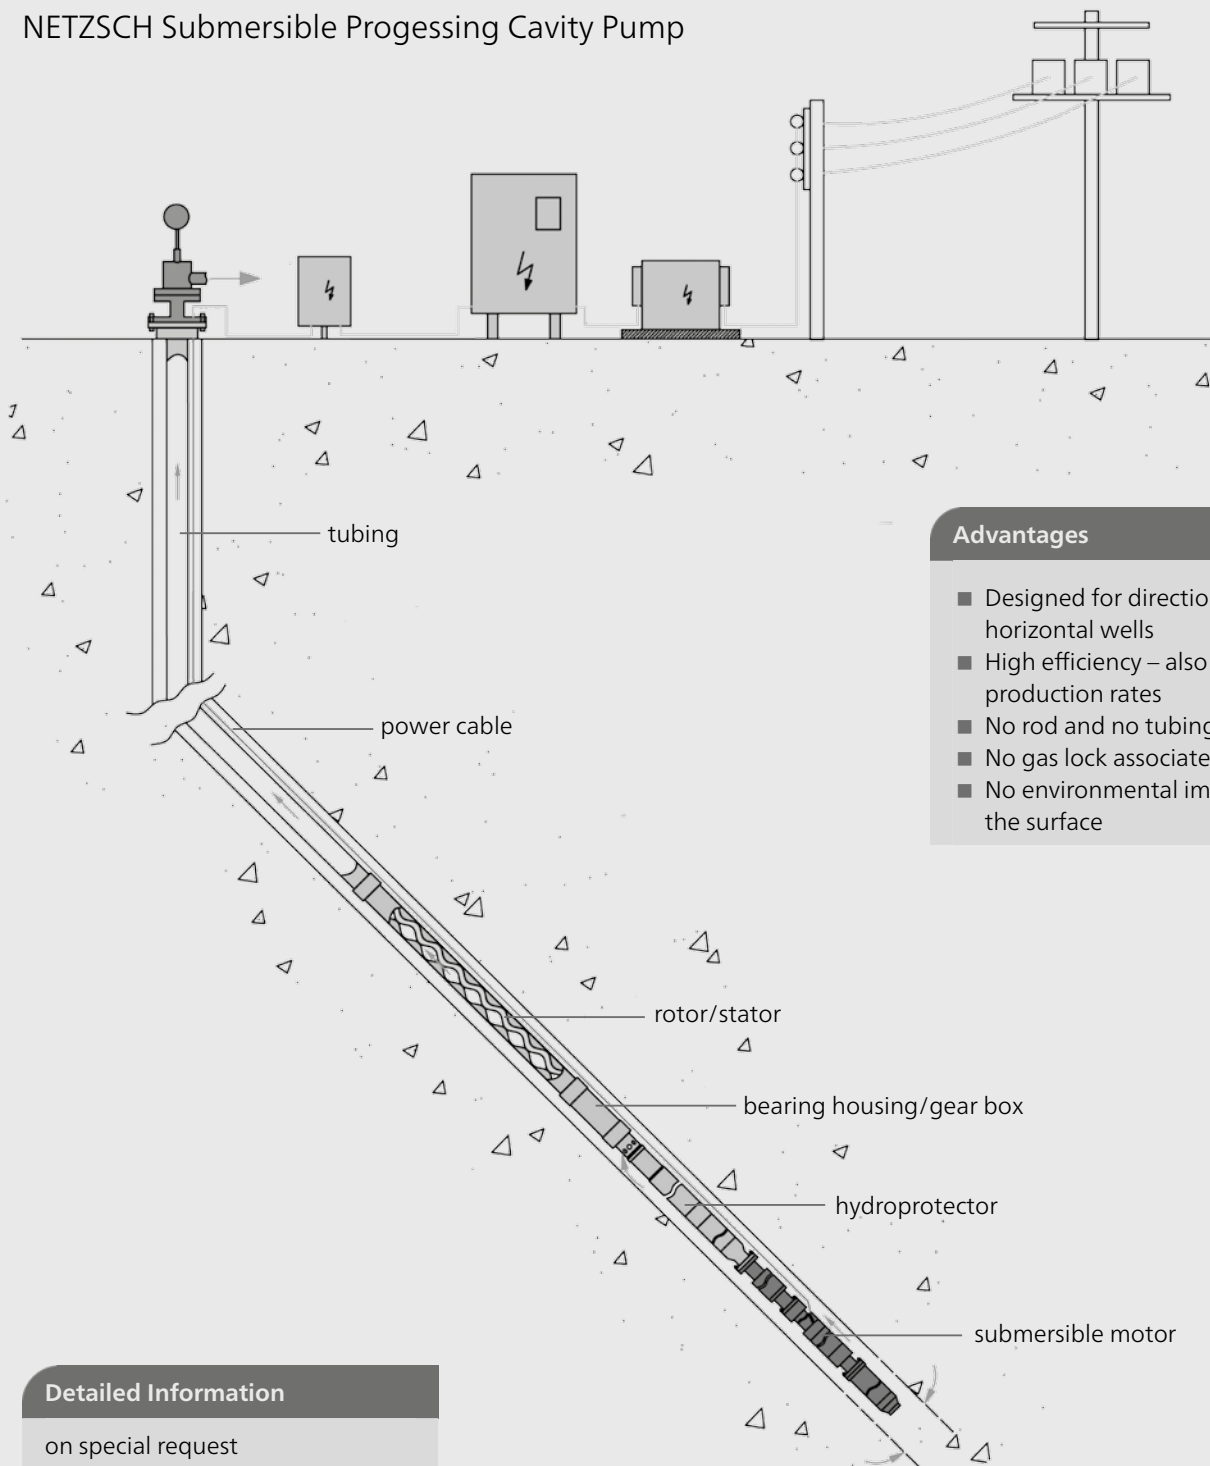 NETZSCH Submersible Progessing Cavity Pump
tubing
power cable
rotor/stator
bearing housing/gear box
hydroprotector
submersible motor
Advantages
■ Designed for directio
horizontal wells
■ High efficiency – also
production rates
■ No rod and no tubing
■ No gas lock associate
■ No environmental im
the surface
Detailed Information
on special request